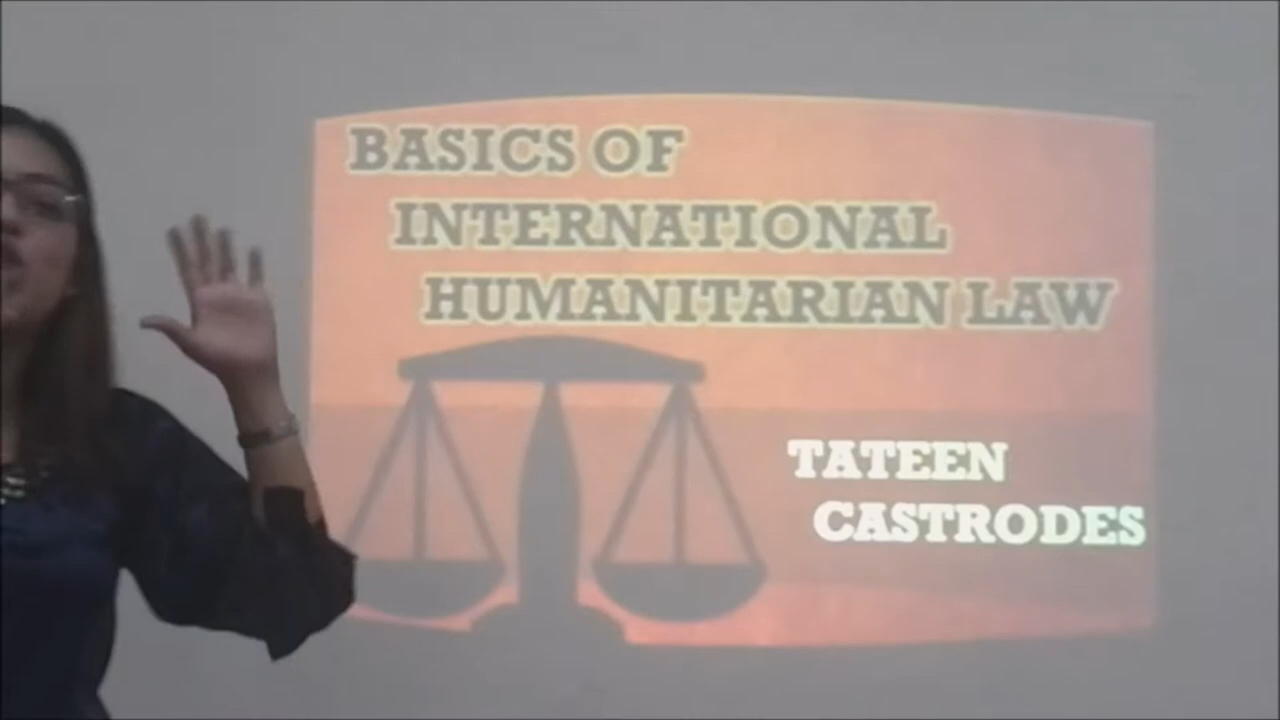 BASICS OF
INTERNATIONAL
HUMANITARIAN LAW
TATEEN
CASTRODES